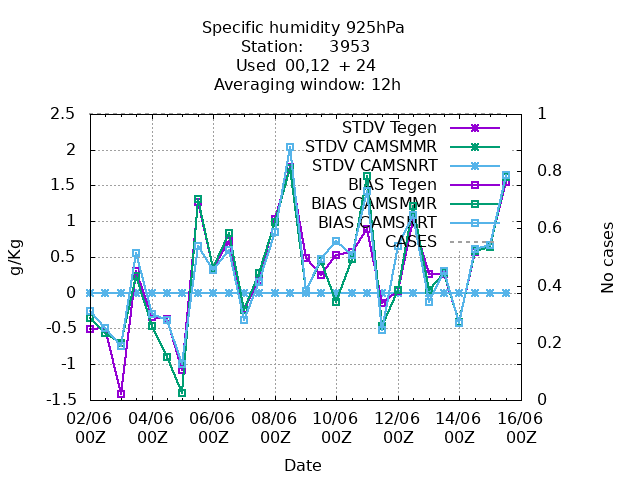 Specific humidity 925hPa
Station: 3953
Used 00,12 + 24
Averaging window: 12h
2.5
2
1.5
1
0.5
0
-0.5
-1
-1.5
g/Kg
1
0.8
0.6
0.4
0.2
0
No cases
STDV Tegen
STDV CAMSMMR
STDV CAMSNRT
BIAS Tegen
BIAS CAMSMMR
BIAS CAMSNRT
CASES
02/06 04/06 06/06 08/06 10/06 12/06 14/06 16/06
00Z 00Z 00Z 00Z 00Z 00Z 00Z 00Z
Date